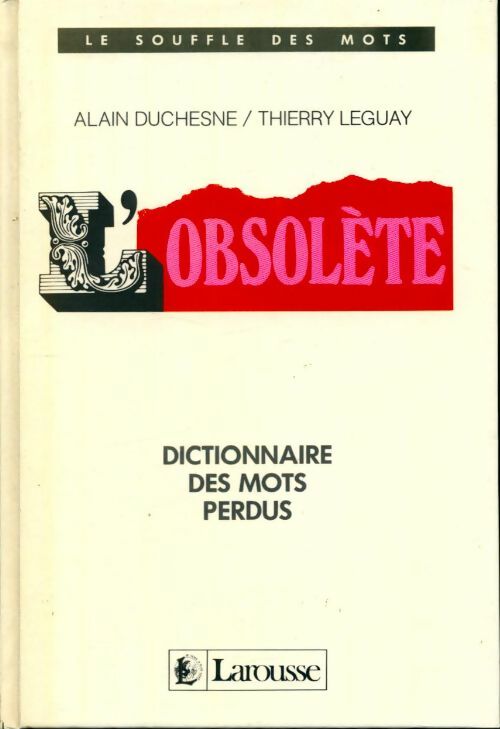 LE SOUFFLE DES MOTS
ALAIN DUCHESNE / THIERRY LEGUAY
L'OBSOLÈTE
DICTIONNAIRE
DES MOTS
PERDUS
L Larousse